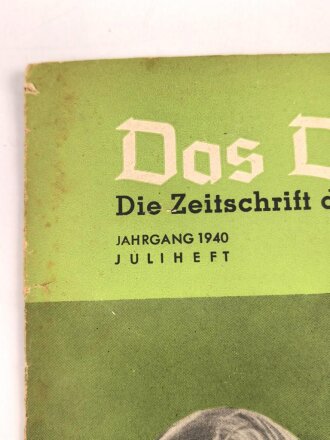 Das D
Die Zeitschrift d
JAHRGANG 1940
JULIHEFT